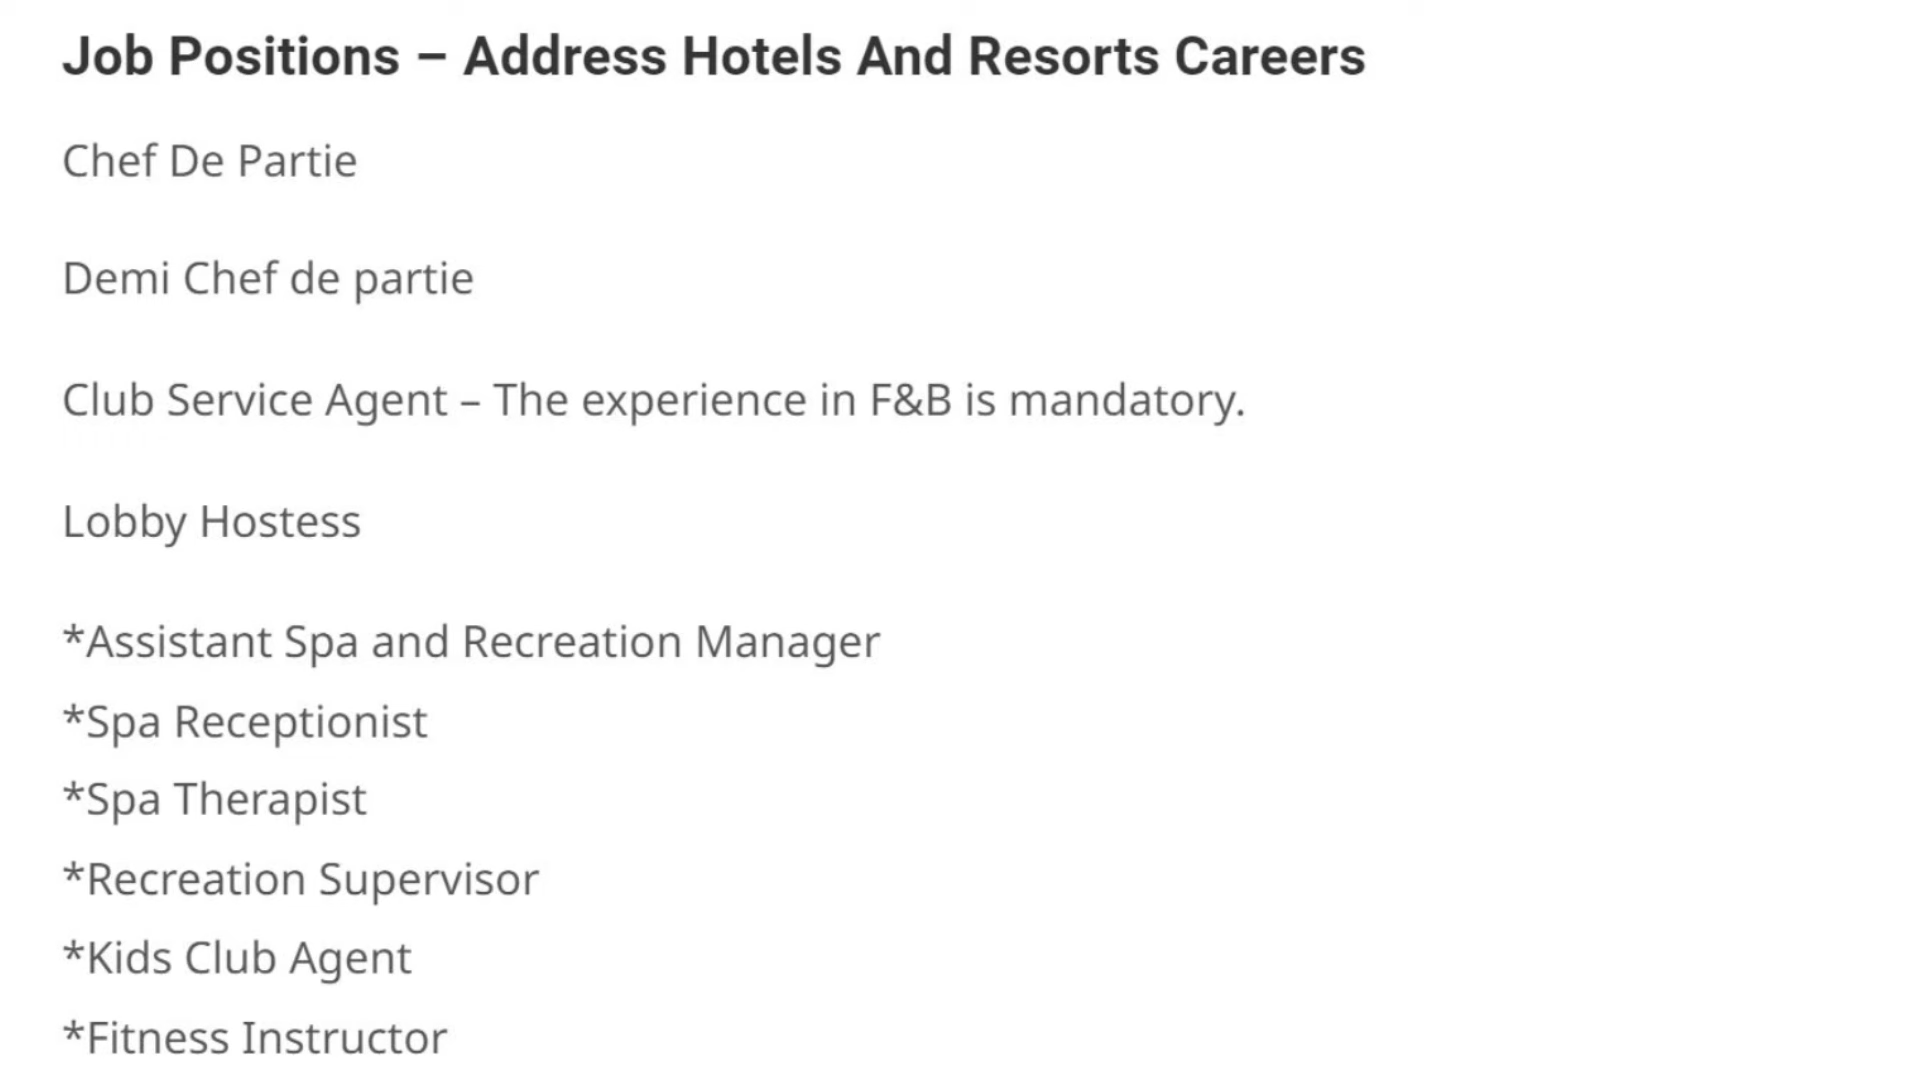 Job Positions – Address Hotels And Resorts Careers
Chef De Partie
Demi Chef de partie
Club Service Agent – The experience in F&B is mandatory.
Lobby Hostess
*Assistant Spa and Recreation Manager
*Spa Receptionist
*Spa Therapist
*Recreation Supervisor
*Kids Club Agent
*Fitness Instructor